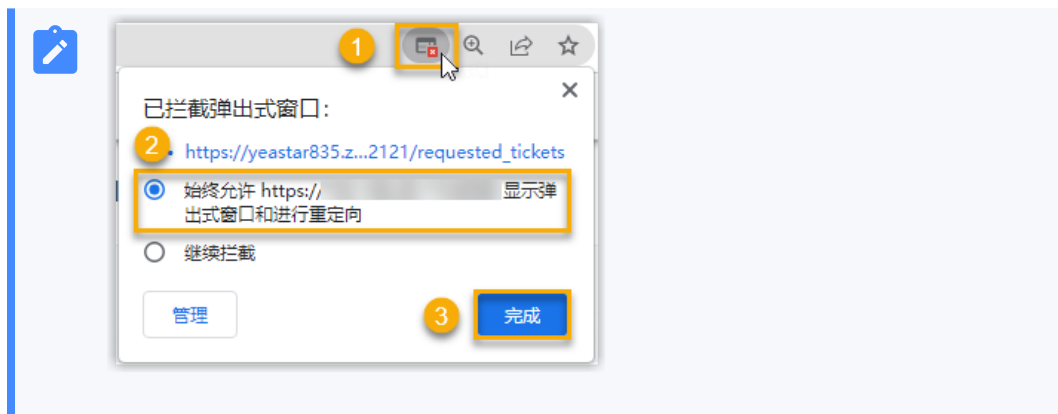 1
已拦截弹出式窗口：
2
• https://yeastar835.z...2121/requested_tickets
始终允许 https:// 显示弹
出式窗口和进行重定向
继续拦截
管理
3
完成